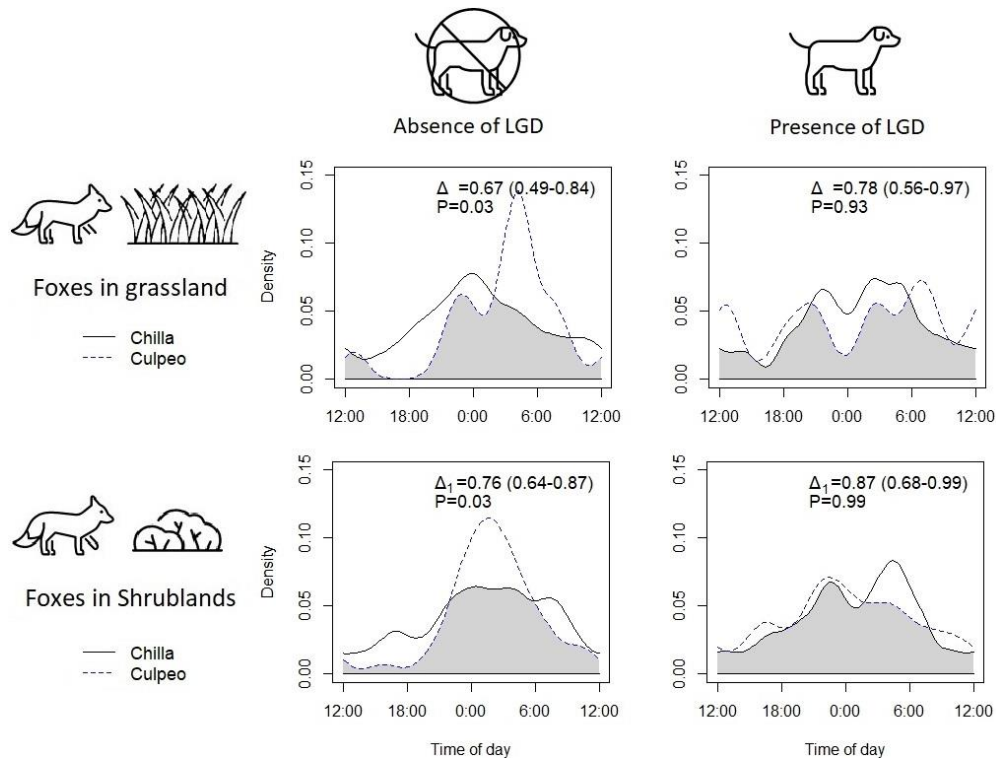 Absence of LGD
Presence of LGD
Foxes in grassland
Chilla
Culpeo
Density
0.00 0.05 0.10 0.15
Δ =0.67 (0.49-0.84)
P=0.03
12:00 18:00 0:00 6:00 12:00
0.00 0.05 0.10 0.15
Δ =0.78 (0.56-0.97)
P=0.93
12:00 18:00 0:00 6:00 12:00
Foxes in Shrublands
Chilla
Culpeo
Density
0.00 0.05 0.10 0.15
Δ₁=0.76 (0.64-0.87)
P=0.03
12:00 18:00 0:00 6:00 12:00
Time of day
0.00 0.05 0.10 0.15
Δ₁=0.87 (0.68-0.99)
P=0.99
12:00 18:00 0:00 6:00 12:00
Time of day